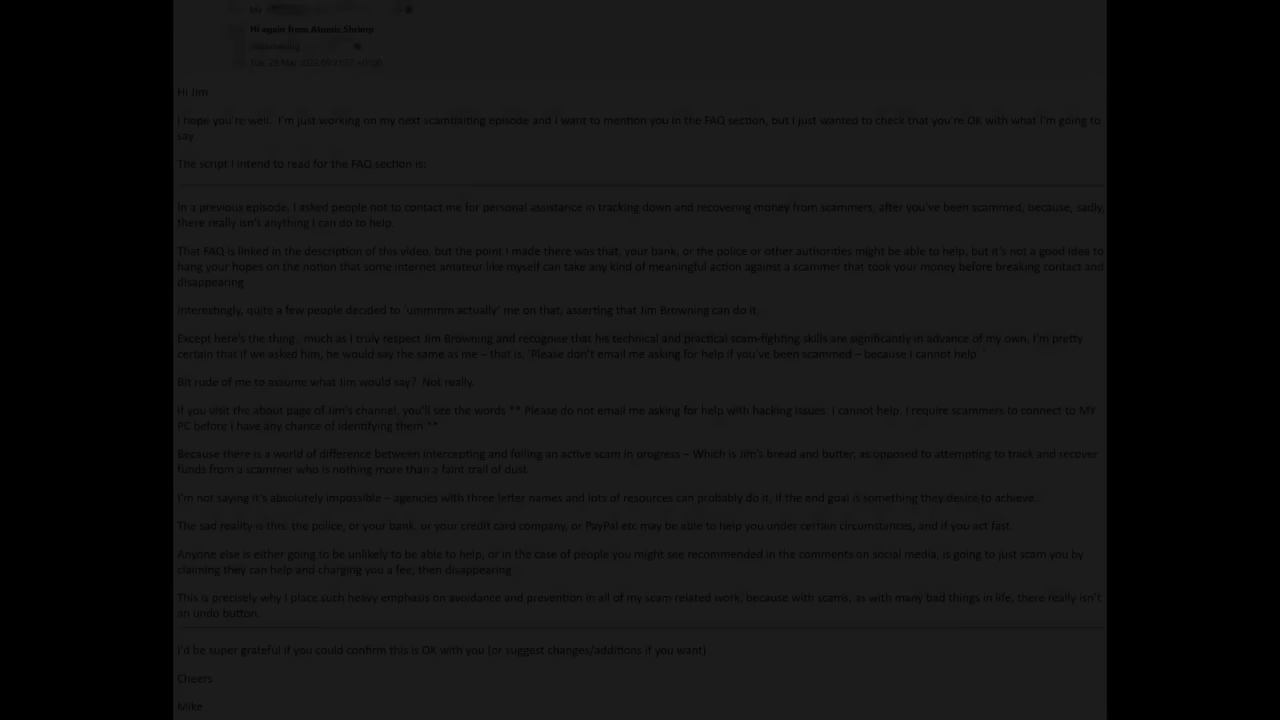 Me
Hi again from Atomic Shrimp
Hi Jim
I hope you're well. I'm just working on my next scambaiting episode and I want to mention you in the FAQ section, but I just wanted to check that you're OK with what I'm going to
say
The script I intend to read for the FAQ section is:
In a previous episode, I asked people not to contact me for personal assistance in tracking down and recovering money from scammers, after you've been scammed, because, sadly,
there really isn't anything I can do to help.
That FAQ is linked in the description of this video, but the point I made there was that, your bank, or the police or other authorities might be able to help, but it's not a good idea to
hang your hopes on the notion that some internet amateur like myself can take any kind of meaningful action against a scammer that took your money before breaking contact and
disappearing
Interestingly, quite a few people decided to 'ummmm actually' me on that, asserting that Jim Browning can do it.
Except here's the thing, much as I truly respect Jim Browning and recognise that his technical and practical scam-fighting skills are significantly in advance of my own, I'm pretty
certain that if we asked him, he would say the same as me – that is, 'Please don't email me asking for help if you've been scammed – because I cannot help.'
Bit rude of me to assume what Jim would say? Not really.
If you visit the about page of Jim's channel, you'll see the words ** Please do not email me asking for help with hacking issues. I cannot help. I require scammers to connect to MY
PC before I have any chance of identifying them.**
Because there is a world of difference between intercepting and foiling an active scam in progress – Which is Jim's bread and butter, as opposed to attempting to track and recover
funds from a scammer who is nothing more than a faint trail of dust.
I'm not saying it's absolutely impossible – agencies with three letter names and lots of resources can probably do it, if the end goal is something they desire to achieve...
The sad reality is this: the police, or your bank, or your credit card company, or PayPal etc may be able to help you under certain circumstances, and if you act fast.
Anyone else is either going to be unlikely to be able to help, or in the case of people you might see recommended in the comments on social media, is going to just scam you by
claiming they can help and charging you a fee, then disappearing
This is precisely why I place such heavy emphasis on avoidance and prevention in all of my scam related work, because with scams, as with many bad things in life, there really isn't
an undo button.
I'd be super grateful if you could confirm this is OK with you (or suggest changes/additions if you want)
Cheers
Mike